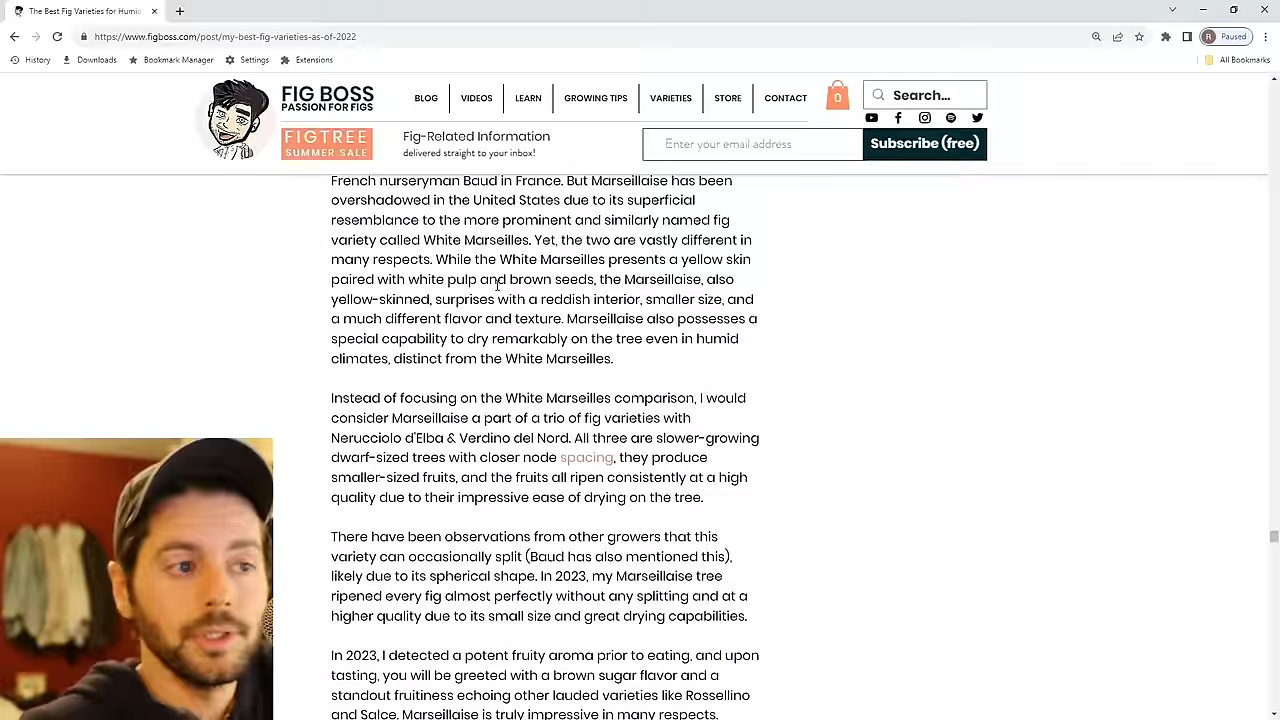 The Best Fig Varieties for Humi
https://www.figboss.com/post/my-best-fig-varieties-as-of-2022
R Paused
History Downloads Bookmark Manager Settings Extensions All Bookmarks
FIG BOSS
PASSION FOR FIGS
BLOG VIDEOS LEARN GROWING TIPS VARIETIES STORE CONTACT
0
Search...
FIGTREE
SUMMER SALE
Fig-Related Information
delivered straight to your inbox!
Enter your email address
Subscribe (free)
French nurseryman Baud in France. But Marseillaise has been
overshadowed in the United States due to its superficial
resemblance to the more prominent and similarly named fig
variety called White Marseilles. Yet, the two are vastly different in
many respects. While the White Marseilles presents a yellow skin
paired with white pulp and brown seeds, the Marseillaise, also
yellow-skinned, surprises with a reddish interior, smaller size, and
a much different flavor and texture. Marseillaise also possesses a
special capability to dry remarkably on the tree even in humid
climates, distinct from the White Marseilles.
Instead of focusing on the White Marseilles comparison, I would
consider Marseillaise a part of a trio of fig varieties with
Nerucciolo d'Elba & Verdino del Nord. All three are slower-growing
dwarf-sized trees with closer node spacing, they produce
smaller-sized fruits, and the fruits all ripen consistently at a high
quality due to their impressive ease of drying on the tree.
There have been observations from other growers that this
variety can occasionally split (Baud has also mentioned this),
likely due to its spherical shape. In 2023, my Marseillaise tree
ripened every fig almost perfectly without any splitting and at a
higher quality due to its small size and great drying capabilities.
In 2023, I detected a potent fruity aroma prior to eating, and upon
tasting, you will be greeted with a brown sugar flavor and a
standout fruitiness echoing other lauded varieties like Rossellino
and Salce. Marseillaise is truly impressive in many respects.